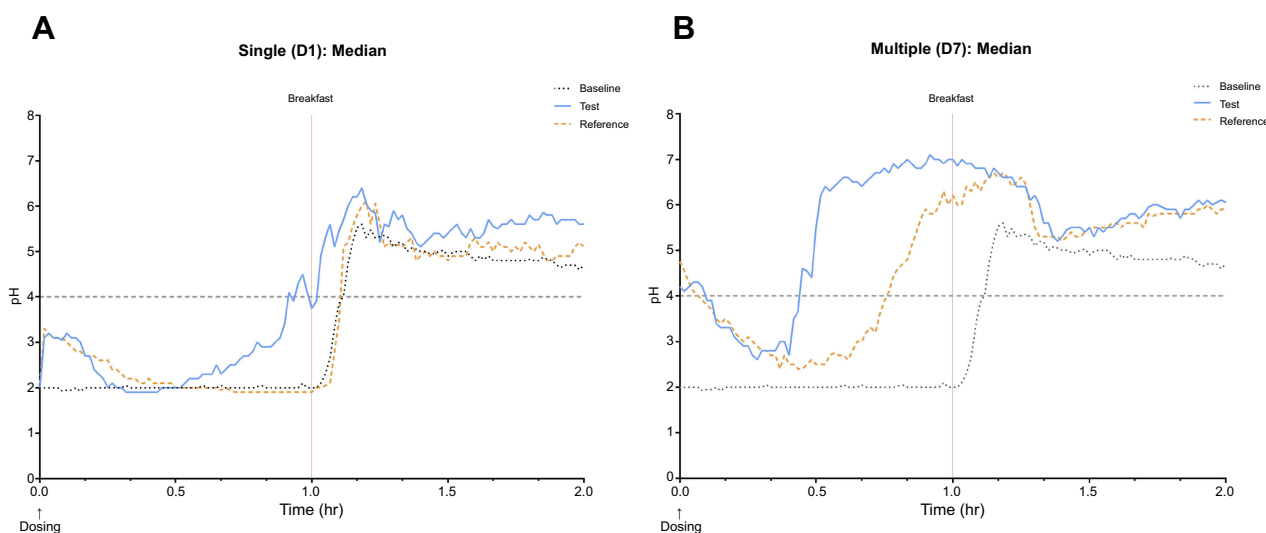 A
Single (D1): Median
Baseline
Test
Reference
Breakfast
8
7
6
5
4
3
2
1
0
pH
0.0
0.5
1.0
1.5
2.0
↑
Dosing
Time (hr)
B
Multiple (D7): Median
Baseline
Test
Reference
Breakfast
8
7
6
5
4
3
2
1
0
pH
0.0
0.5
1.0
1.5
2.0
↑
Dosing
Time (hr)